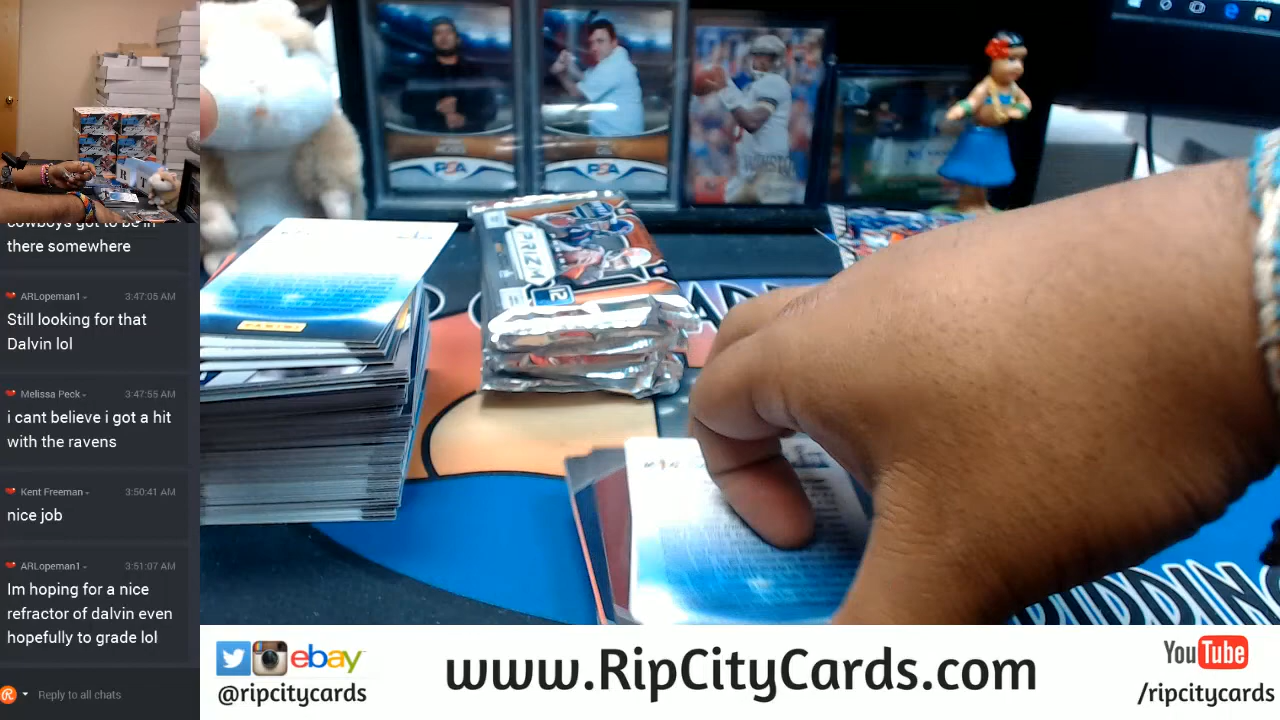 cowboys got to be in
there somewhere
ARLopeman1
3:47:05 AM
Still looking for that
Dalvin lol
Melissa Peck
3:47:55 AM
i cant believe i got a hit
with the ravens
Kent Freeman
3:50:41 AM
nice job
ARLopeman1
3:51:07 AM
Im hoping for a nice
refractor of dalvin even
hopefully to grade lol
Reply to all chats
PSA
PSA
WINSTON
PRIZM
12
PANINI
BIDDING
ebay
@ripcitycards
www.RipCityCards.com
YouTube
/ripcitycards